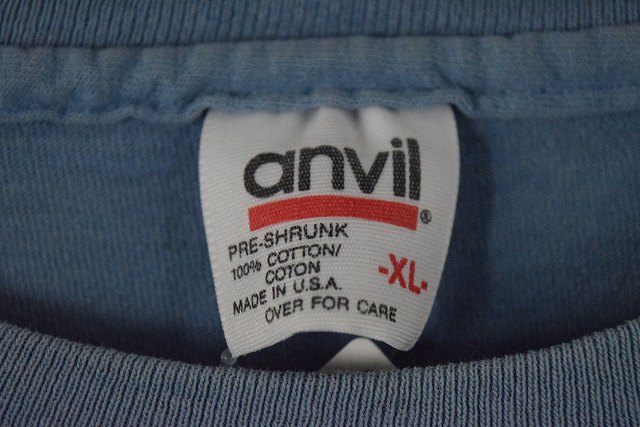 anvil®
PRE-SHRUNK
100% COTTON/
COTON
-XL-
MADE IN U.S.A.
OVER FOR CARE